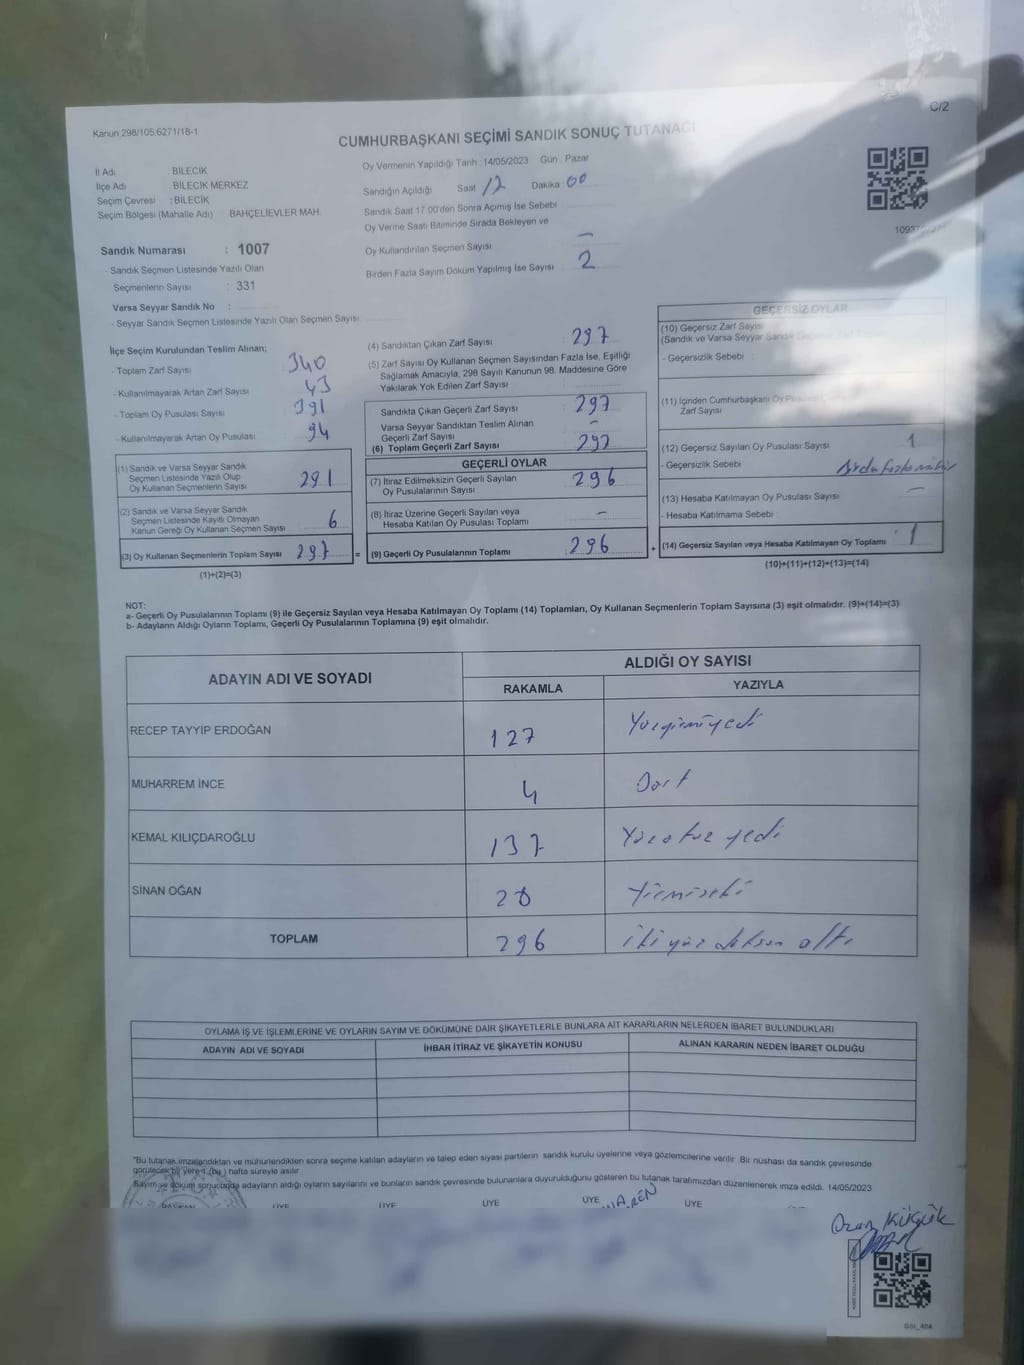 C/2
Kanun 298/105;6271/18-1
CUMHURBAŞKANI SEÇİMİ SANDIK SONUÇ TUTANAĞI
İl Adı : BİLECİK
İlçe Adı : BİLECİK MERKEZ
Seçim Çevresi : BİLECİK
Seçim Bölgesi (Mahalle Adı) BAHÇELİEVLER MAH.
Oy Vermenin Yapıldığı Tarih : 14/05/2023 Gün : Pazar
Sandığın Açıldığı Saat 17 Dakika : 00
Sandık Saat 17.00'den Sonra Açılmış İse Sebebi
Oy Verme Saati Bitiminde Sırada Bekleyen ve
Oy Kullandırılan Seçmen Sayısı : –
Birden Fazla Sayım Döküm Yapılmış İse Sayısı : 2
Sandık Numarası : 1007
- Sandık Seçmen Listesinde Yazılı Olan
Seçmenlerin Sayısı : 331
Varsa Seyyar Sandık No :
- Seyyar Sandık Seçmen Listesinde Yazılı Olan Seçmen Sayısı
İlçe Seçim Kurulundan Teslim Alınan;
- Toplam Zarf Sayısı 340
- Kullanılmayarak Artan Zarf Sayısı 43
- Toplam Oy Pusulası Sayısı 391
- Kullanılmayarak Artan Oy Pusulası 94
(1) Sandık ve Varsa Seyyar Sandık
Seçmen Listesinde Yazılı Olup
Oy Kullanan Seçmenlerin Sayısı 291
(2) Sandık ve Varsa Seyyar Sandık
Seçmen Listesinde Kayıtlı Olmayan
Kanun Gereği Oy Kullanan Seçmen Sayısı 6
(3) Oy Kullanan Seçmenlerin Toplam Sayısı 297 =
(1)+(2)=(3)
(4) Sandıktan Çıkan Zarf Sayısı : 297
(5) Zarf Sayısı Oy Kullanan Seçmen Sayısından Fazla İse, Eşitliği
Sağlamak Amacıyla, 298 Sayılı Kanunun 98. Maddesine Göre
Yakılarak Yok Edilen Zarf Sayısı
Sandıkta Çıkan Geçerli Zarf Sayısı : 297
Varsa Seyyar Sandıktan Teslim Alınan
Geçerli Zarf Sayısı : –
(6) Toplam Geçerli Zarf Sayısı : 297
GEÇERLİ OYLAR
(7) İtiraz Edilmeksizin Geçerli Sayılan
Oy Pusulalarının Sayısı : 296
(8) İtiraz Üzerine Geçerli Sayılan veya
Hesaba Katılan Oy Pusulası Toplamı : –
(9) Geçerli Oy Pusulalarının Toplamı : 296 +
GEÇERSİZ OYLAR
(10) Geçersiz Zarf Sayısı
(Sandık ve Varsa Seyyar Sandık
- Geçersizlik Sebebi :
(11) İçinden Cumhurbaşkanı Oy
Zarf Sayısı
(12) Geçersiz Sayılan Oy Pusulası Sayısı : 1
- Geçersizlik Sebebi
(13) Hesaba Katılmayan Oy Pusulası Sayısı : –
- Hesaba Katılmama Sebebi :
(14) Geçersiz Sayılan veya Hesaba Katılmayan Oy Toplamı : 1
(10)+(11)+(12)+(13)=(14)
NOT:
a- Geçerli Oy Pusulalarının Toplamı (9) ile Geçersiz Sayılan veya Hesaba Katılmayan Oy Toplamı (14) Toplamları, Oy Kullanan Seçmenlerin Toplam Sayısına (3) eşit olmalıdır. (9)+(14)=(3)
b- Adayların Aldığı Oyların Toplamı, Geçerli Oy Pusulalarının Toplamına (9) eşit olmalıdır.
ADAYIN ADI VE SOYADI
ALDIĞI OY SAYISI
RAKAMLA YAZIYLA
RECEP TAYYIP ERDOĞAN 127 Yüzyirmiyedi
MUHARREM İNCE 4 Dört
KEMAL KILIÇDAROĞLU 137 Yüzotuz yedi
SİNAN OĞAN 28 Yirmisekiz
TOPLAM 296 iki yüz doksan altı
OYLAMA İŞ VE İŞLEMLERİNE VE OYLARIN SAYIM VE DÖKÜMÜNE DAİR ŞİKAYETLERLE BUNLARA AİT KARARLARIN NELERDEN İBARET BULUNDUKLARI
ADAYIN ADI VE SOYADI İHBAR İTİRAZ VE ŞİKAYETİN KONUSU ALINAN KARARIN NEDEN İBARET OLDUĞU
"Bu tutanak imzalandıktan ve mühürlendikten sonra seçime katılan adayların ve talep eden siyasi partilerin sandık kurulu üyelerine veya gözlemcilerine verilir. Bir nüshası da sandık çevresinde
görülecek bir yere 1 (bir) hafta süreyle asılır.
Sayım ve döküm sonucunda adayların aldığı oyların sayılarını ve bunların sandık çevresinde bulunanlara duyurulduğunu gösteren bu tutanak tarafımızdan düzenlenerek imza edildi. 14/05/2023
BAŞKAN ÜYE ÜYE ÜYE ÜYE ÜYE
Ozan Küçük